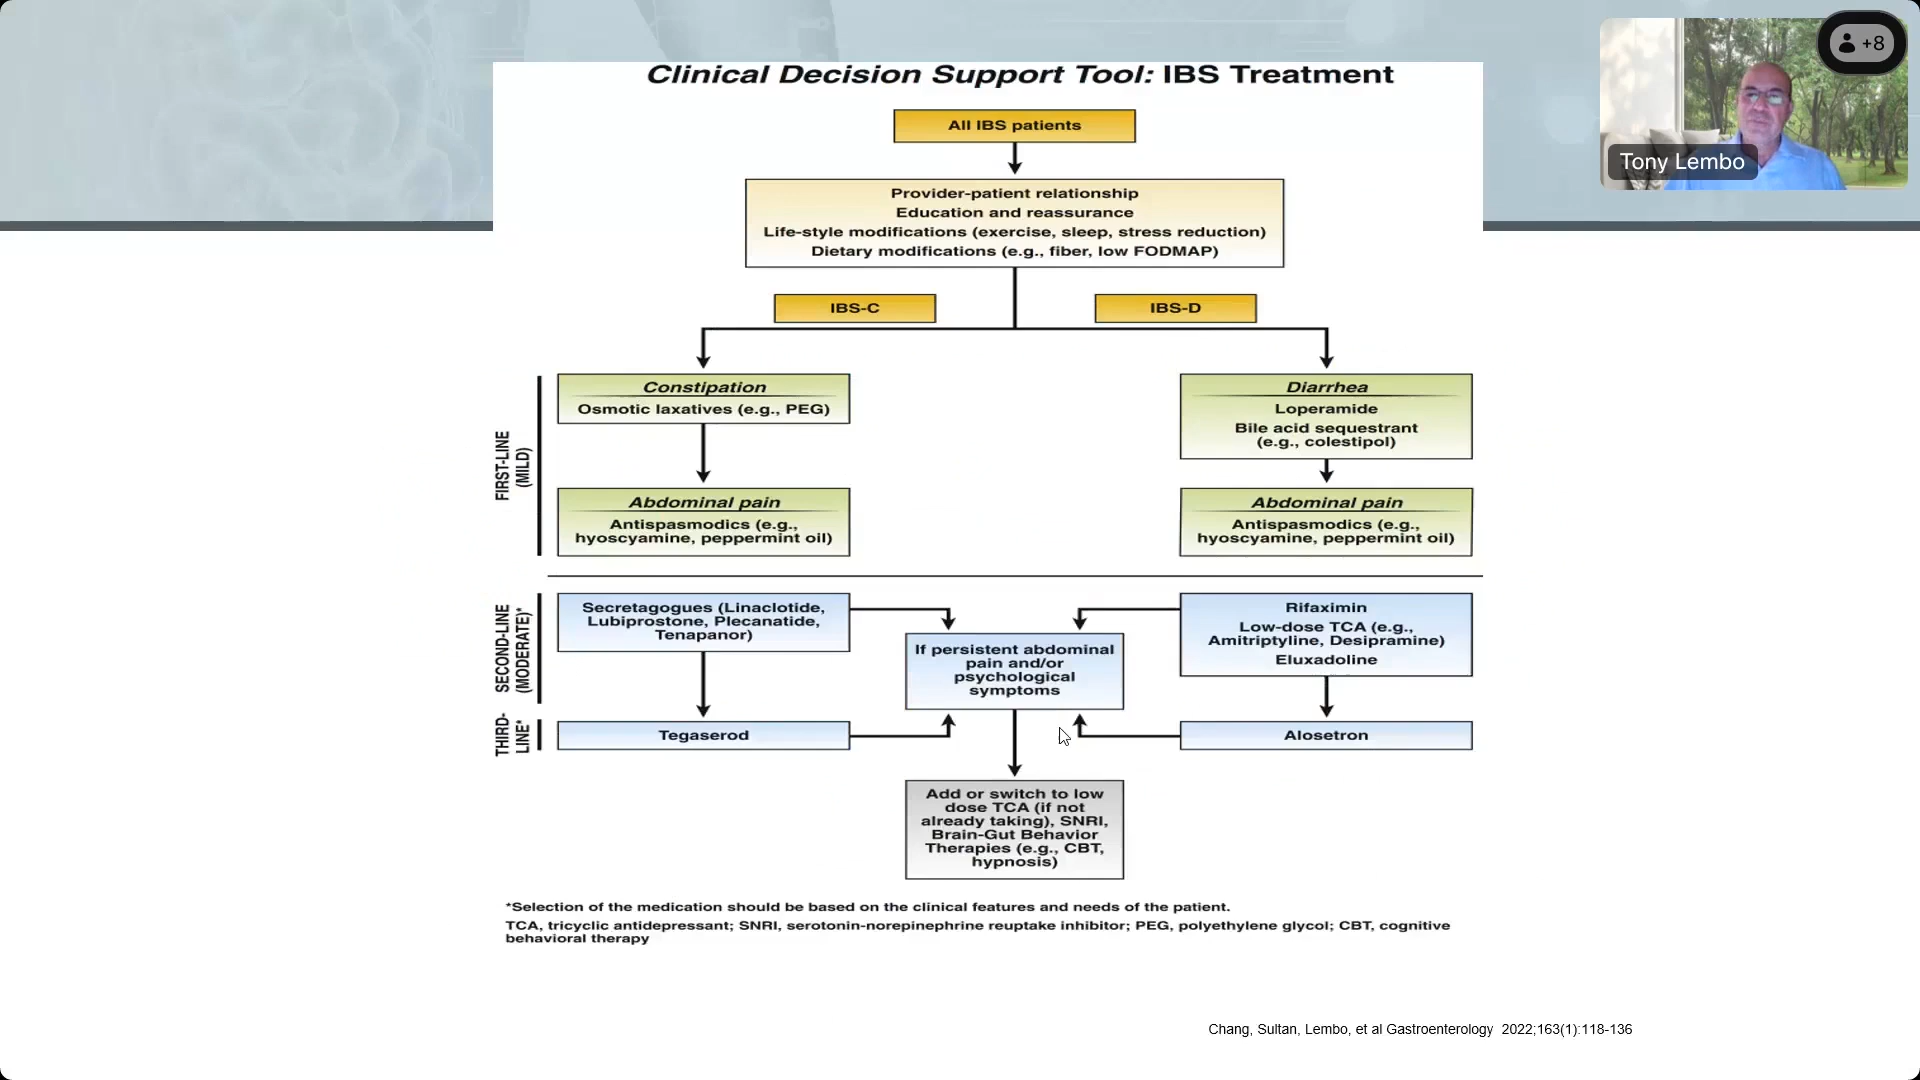 Clinical Decision Support Tool: IBS Treatment
+8
Tony Lembo
All IBS patients
Provider-patient relationship
Education and reassurance
Life-style modifications (exercise, sleep, stress reduction)
Dietary modifications (e.g., fiber, low FODMAP)
IBS-C
IBS-D
FIRST-LINE
(MILD)
Constipation
Osmotic laxatives (e.g., PEG)
Abdominal pain
Antispasmodics (e.g.,
hyoscyamine, peppermint oil)
Diarrhea
Loperamide
Bile acid sequestrant
(e.g., colestipol)
Abdominal pain
Antispasmodics (e.g.,
hyoscyamine, peppermint oil)
SECOND-LINE
(MODERATE)*
Secretagogues (Linaclotide,
Lubiprostone, Plecanatide,
Tenapanor)
If persistent abdominal
pain and/or
psychological
symptoms
Rifaximin
Low-dose TCA (e.g.,
Amitriptyline, Desipramine)
Eluxadoline
THIRD-
LINE*
Tegaserod
Alosetron
Add or switch to low
dose TCA (if not
already taking), SNRI,
Brain-Gut Behavior
Therapies (e.g., CBT,
hypnosis)
*Selection of the medication should be based on the clinical features and needs of the patient.
TCA, tricyclic antidepressant; SNRI, serotonin-norepinephrine reuptake inhibitor; PEG, polyethylene glycol; CBT, cognitive
behavioral therapy
Chang, Sultan, Lembo, et al Gastroenterology 2022;163(1):118-136